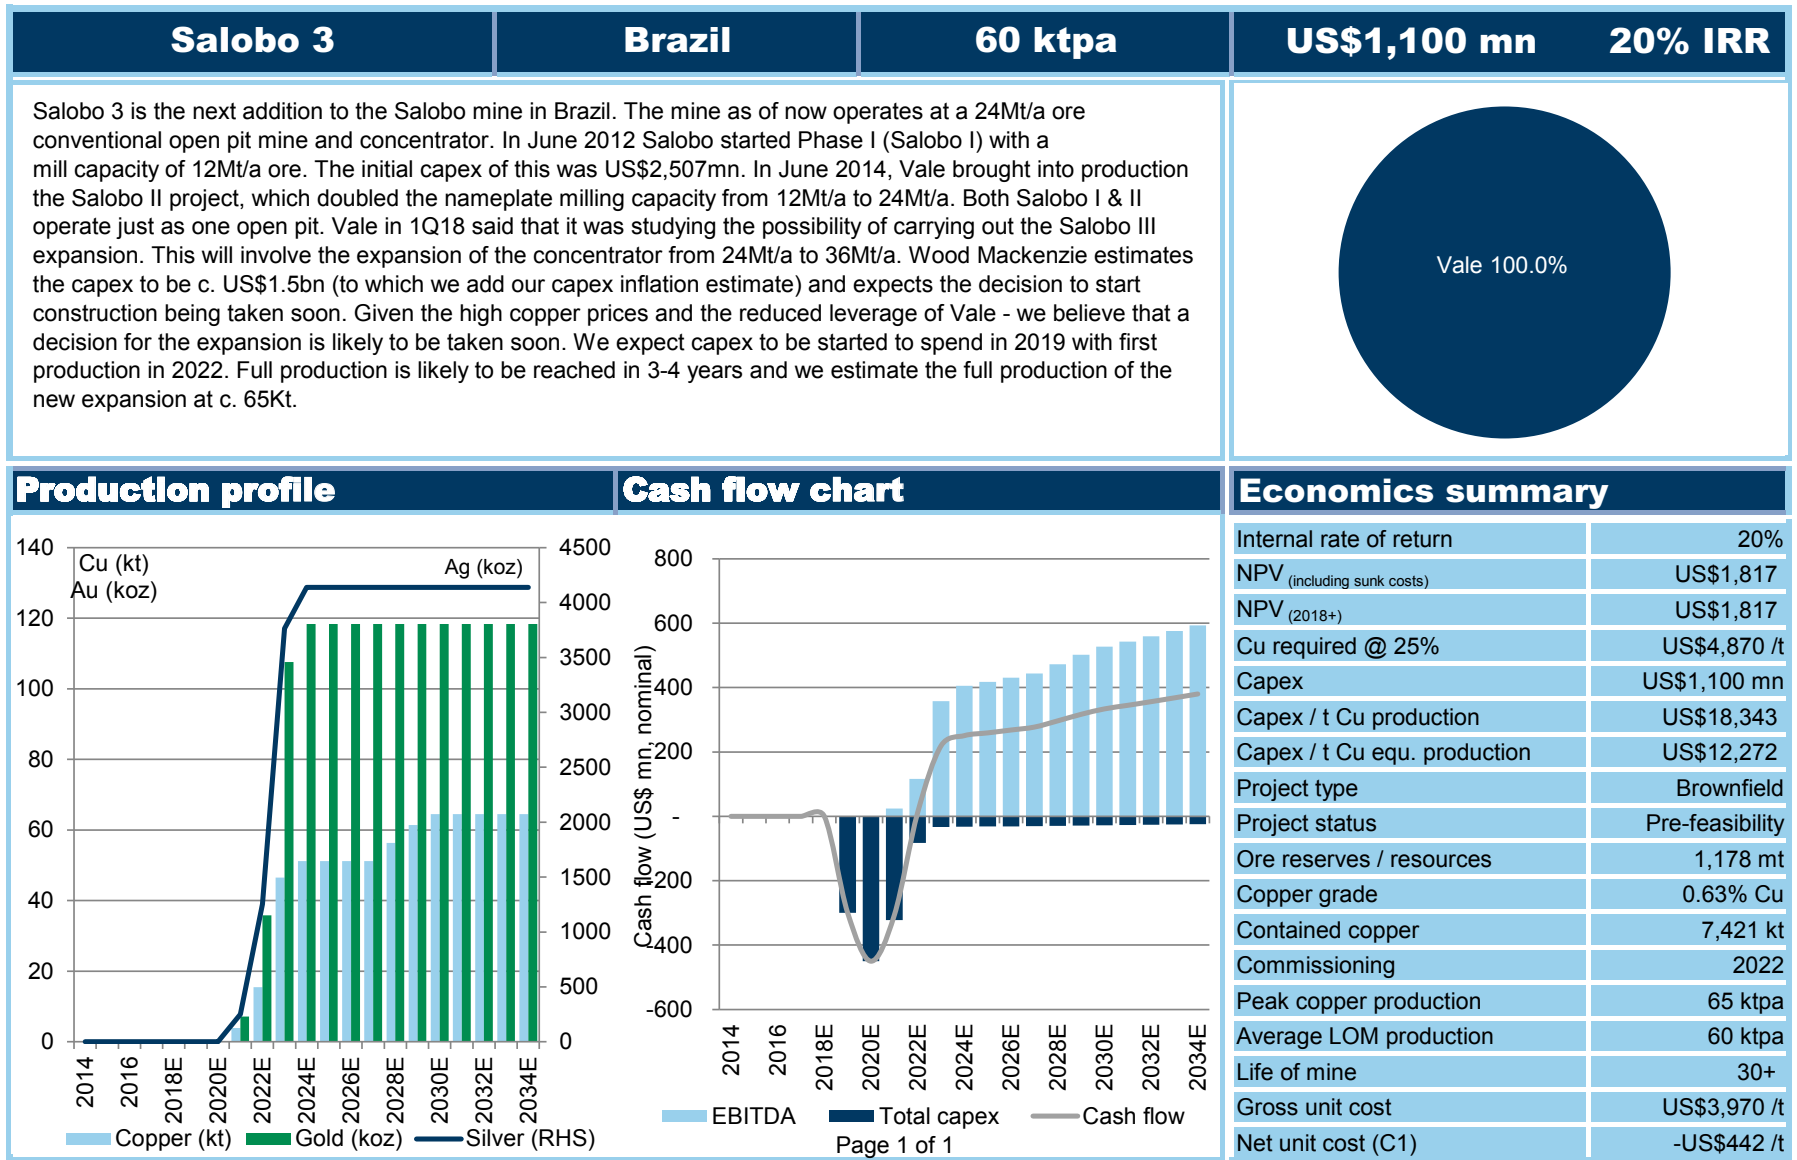 Salobo 3 Brazil 60 ktpa US$1,100 mn 20% IRR
Salobo 3 is the next addition to the Salobo mine in Brazil. The mine as of now operates at a 24Mt/a ore
conventional open pit mine and concentrator. In June 2012 Salobo started Phase I (Salobo I) with a
mill capacity of 12Mt/a ore. The initial capex of this was US$2,507mn. In June 2014, Vale brought into production
the Salobo II project, which doubled the nameplate milling capacity from 12Mt/a to 24Mt/a. Both Salobo I & II
operate just as one open pit. Vale in 1Q18 said that it was studying the possibility of carrying out the Salobo III
expansion. This will involve the expansion of the concentrator from 24Mt/a to 36Mt/a. Wood Mackenzie estimates
the capex to be c. US$1.5bn (to which we add our capex inflation estimate) and expects the decision to start
construction being taken soon. Given the high copper prices and the reduced leverage of Vale - we believe that a
decision for the expansion is likely to be taken soon. We expect capex to be started to spend in 2019 with first
production in 2022. Full production is likely to be reached in 3-4 years and we estimate the full production of the
new expansion at c. 65Kt.
Vale 100.0%
Production profile
140
120
100
80
60
40
20
0
Cu (kt)
Au (koz)
Ag (koz)
4500
4000
3500
3000
2500
2000
1500
1000
500
0
2014
2016
2018E
2020E
2022E
2024E
2026E
2028E
2030E
2032E
2034E
Copper (kt) Gold (koz) Silver (RHS)
Cash flow chart
Cash flow (US$ mn, nominal)
800
600
400
200
-
-200
-400
-600
2014
2016
2018E
2020E
2022E
2024E
2026E
2028E
2030E
2032E
2034E
EBITDA Total capex Cash flow
Page 1 of 1
Economics summary
Internal rate of return 20%
NPV (including sunk costs) US$1,817
NPV (2018+) US$1,817
Cu required @ 25% US$4,870 /t
Capex US$1,100 mn
Capex / t Cu production US$18,343
Capex / t Cu equ. production US$12,272
Project type Brownfield
Project status Pre-feasibility
Ore reserves / resources 1,178 mt
Copper grade 0.63% Cu
Contained copper 7,421 kt
Commissioning 2022
Peak copper production 65 ktpa
Average LOM production 60 ktpa
Life of mine 30+
Gross unit cost US$3,970 /t
Net unit cost (C1) -US$442 /t